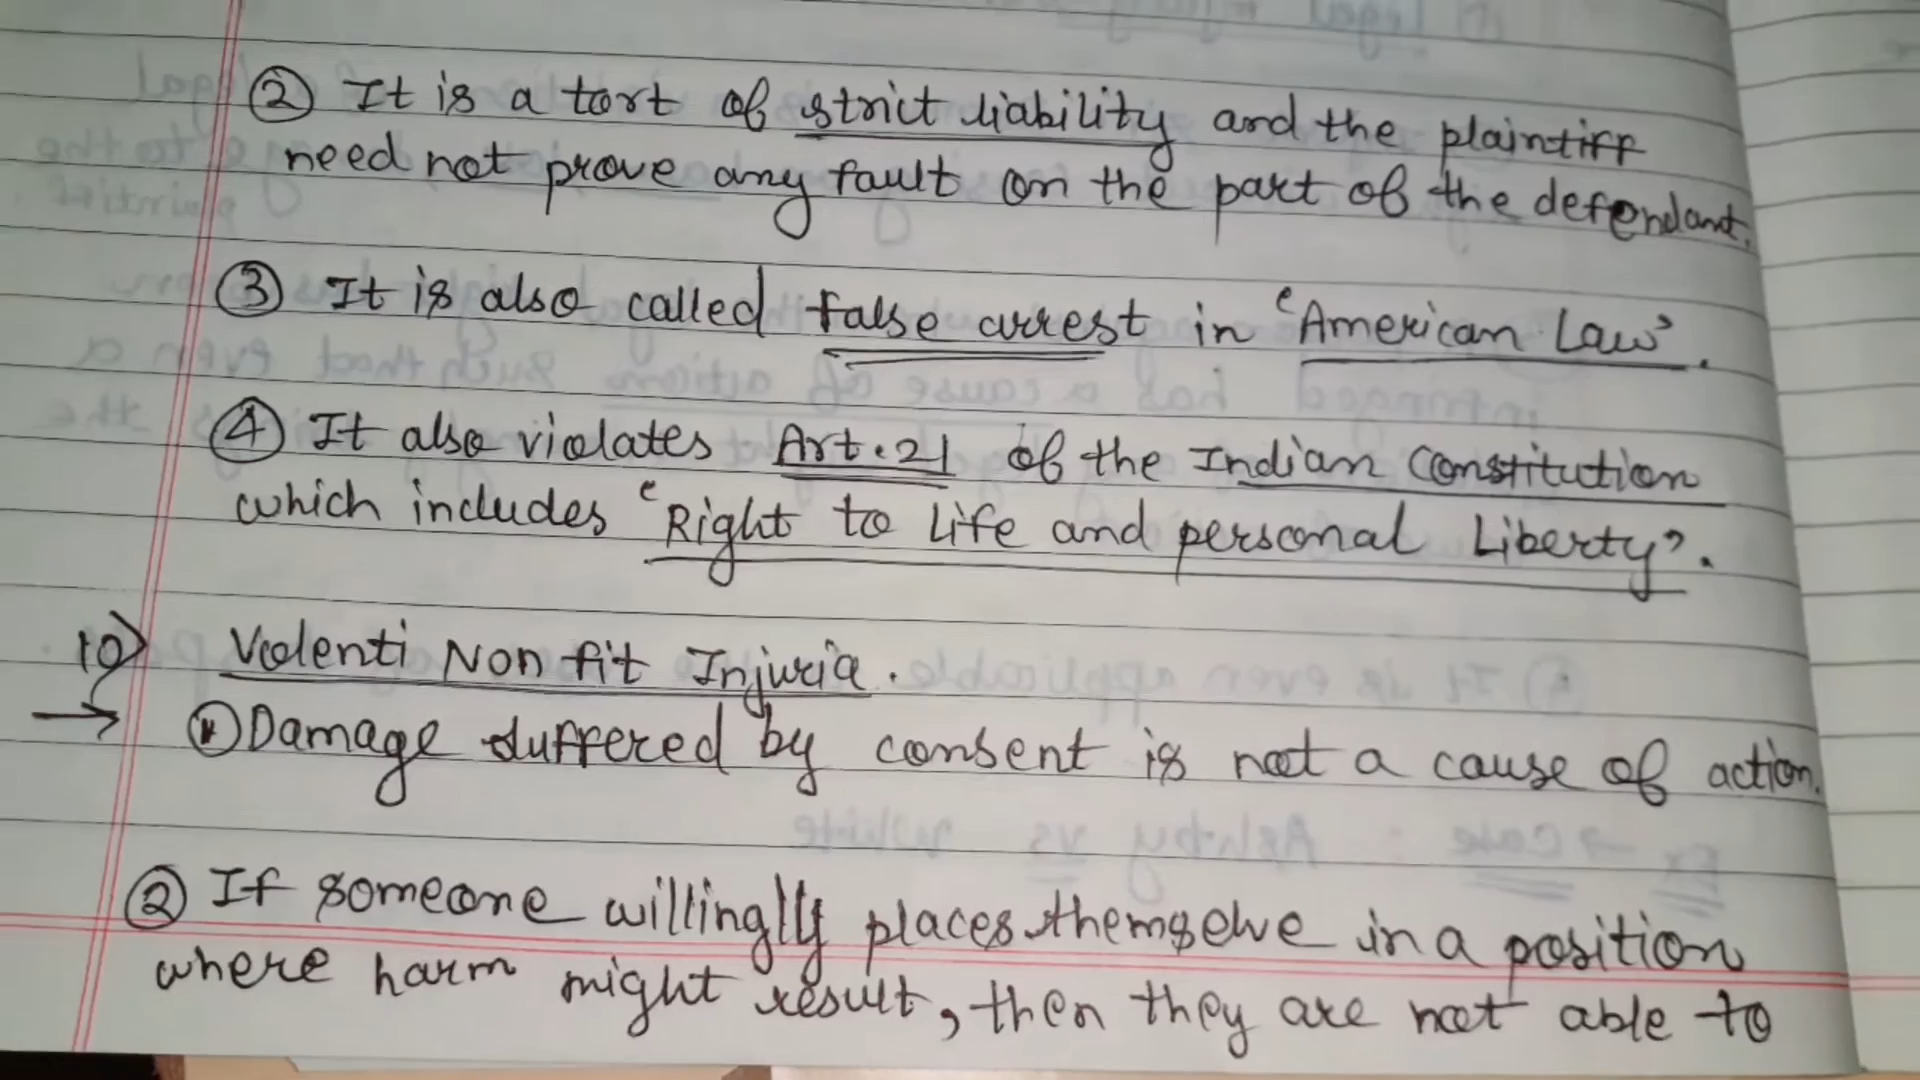 ② It is a tort of strict liability and the plaintiff
need not prove any fault on the part of the defendant.
③ It is also called false arrest in 'American Law'.
④ It also violates Art. 21 of the Indian Constitution
which includes 'Right to Life and personal Liberty'.
10) Volenti Non fit Injuria.
→ ① Damage suffered by consent is not a cause of action.
② If someone willingly places themselve in a position
where harm might result, then they are not able to